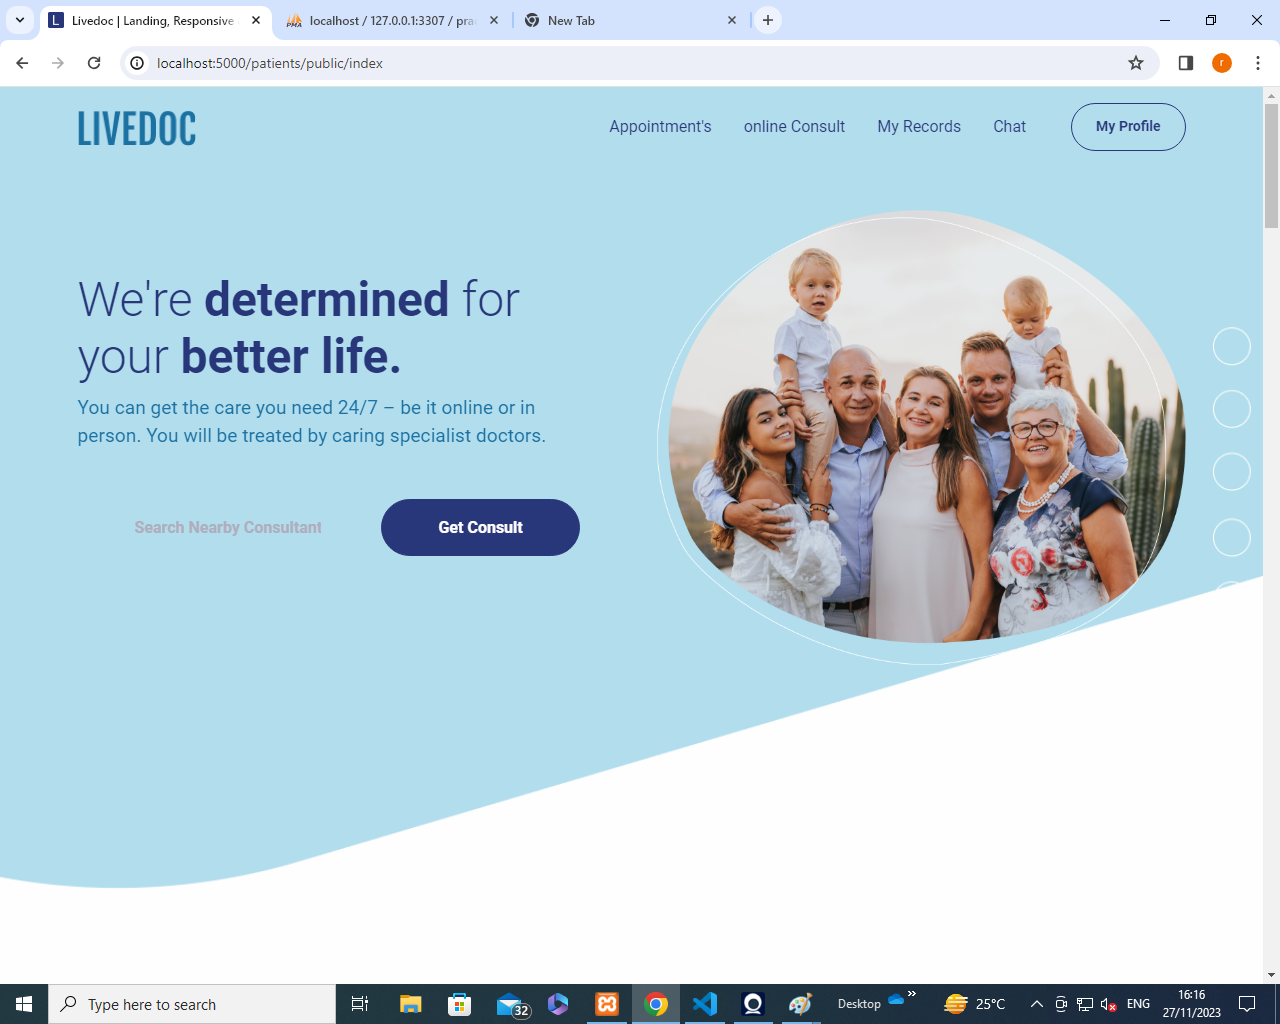 Livedoc | Landing, Responsive
localhost / 127.0.0.1:3307 / pra
New Tab
localhost:5000/patients/public/index
r
LIVEDOC
Appointment's
online Consult
My Records
Chat
My Profile
We're determined for
your better life.
You can get the care you need 24/7 – be it online or in
person. You will be treated by caring specialist doctors.
Search Nearby Consultant
Get Consult
Type here to search
32
Desktop
25°C
ENG
16:16
27/11/2023